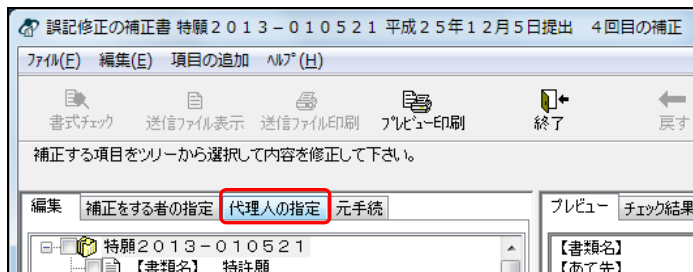 誤記修正の補正書 特願２０１３－０１０５２１ 平成２５年１２月５日提出 ４回目の補正
ﾌｧｲﾙ(F) 編集(E) 項目の追加 ﾍﾙﾌﾟ(H)
書式ﾁｪｯｸ 送信ﾌｧｲﾙ表示 送信ﾌｧｲﾙ印刷 ﾌﾟﾚﾋﾞｭｰ印刷 終了 戻す
補正する項目をツリーから選択して内容を修正して下さい。
編集 補正をする者の指定 代理人の指定 元手続 プレビュー チェック結果
特願２０１３－０１０５２１ 【書類名】
【書類名】 特許願 【あて先】